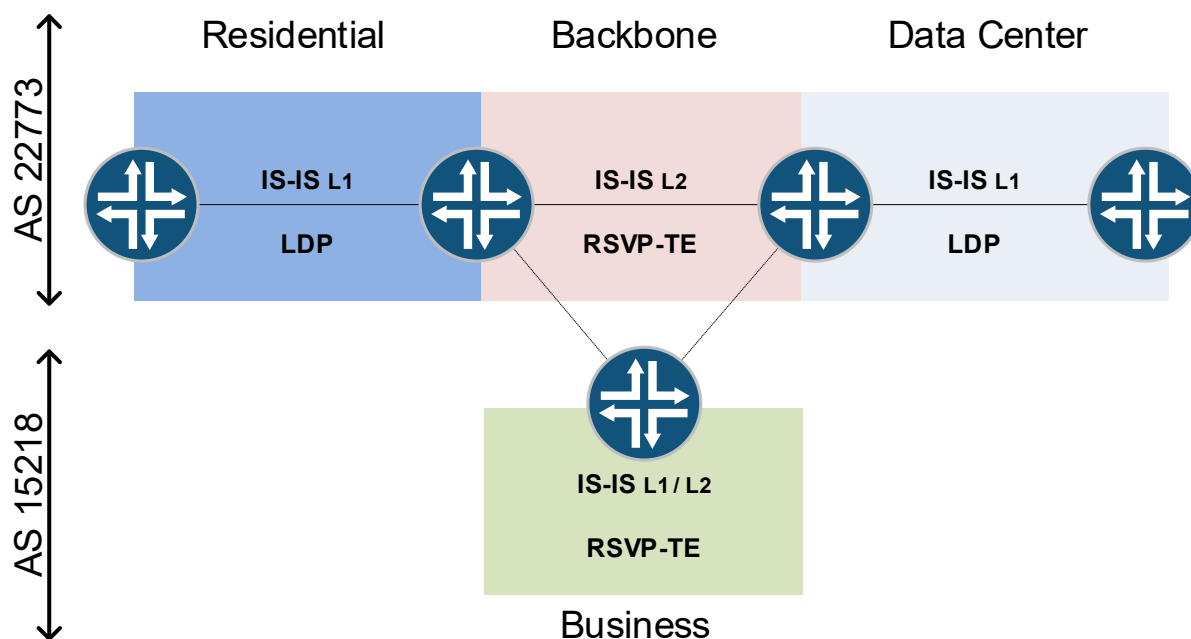 Residential
Backbone
Data Center
AS 22773
IS-IS L1
IS-IS L2
IS-IS L1
LDP
RSVP-TE
LDP
AS 15218
IS-IS L1 / L2
RSVP-TE
Business